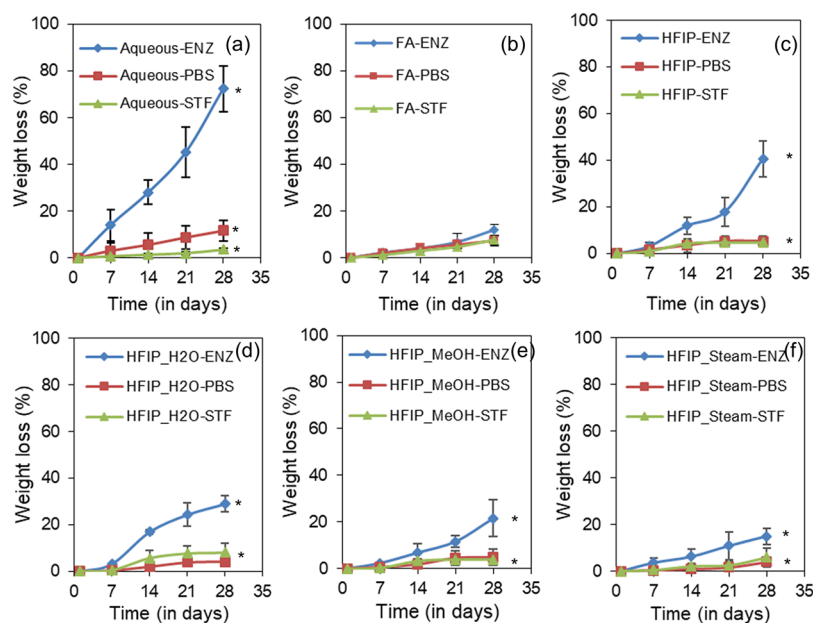 (a)
Aqueous-ENZ
Aqueous-PBS
Aqueous-STF
Weight loss (%)
100
80
60
40
20
0
* * *
0 7 14 21 28 35
Time (in days)
(b)
FA-ENZ
FA-PBS
FA-STF
Weight loss (%)
100
80
60
40
20
0
0 7 14 21 28 35
Time (in days)
(c)
HFIP-ENZ
HFIP-PBS
HFIP-STF
Weight loss (%)
100
80
60
40
20
0
* *
0 7 14 21 28 35
Time (in days)
(d)
HFIP_H2O-ENZ
HFIP_H2O-PBS
HFIP_H2O-STF
Weight loss (%)
100
80
60
40
20
0
* *
0 7 14 21 28 35
Time (in days)
(e)
HFIP_MeOH-ENZ
HFIP_MeOH-PBS
HFIP_MeOH-STF
Weight loss (%)
100
80
60
40
20
0
* *
0 7 14 21 28 35
Time (in days)
(f)
HFIP_Steam-ENZ
HFIP_Steam-PBS
HFIP_Steam-STF
Weight loss (%)
100
80
60
40
20
0
* *
0 7 14 21 28 35
Time (in days)